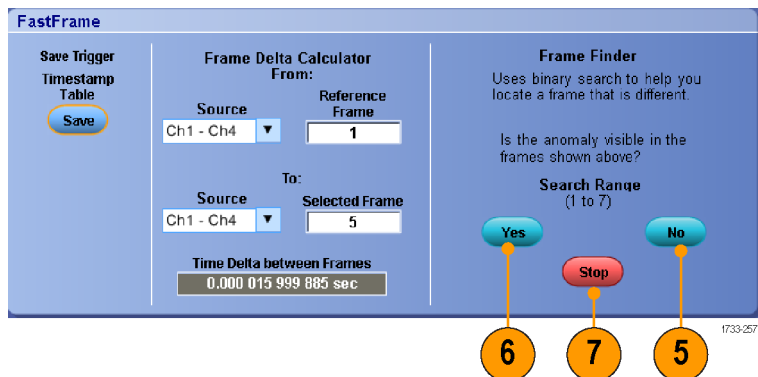 FastFrame
Save Trigger
Timestamp
Table
Save
Frame Delta Calculator
From:
Source
Reference
Frame
Ch1 - Ch4
1
To:
Source
Selected Frame
Ch1 - Ch4
5
Time Delta between Frames
0.000 015 999 885 sec
Frame Finder
Uses binary search to help you
locate a frame that is different.
Is the anomaly visible in the
frames shown above?
Search Range
(1 to 7)
Yes
No
Stop
1733-257
6
7
5